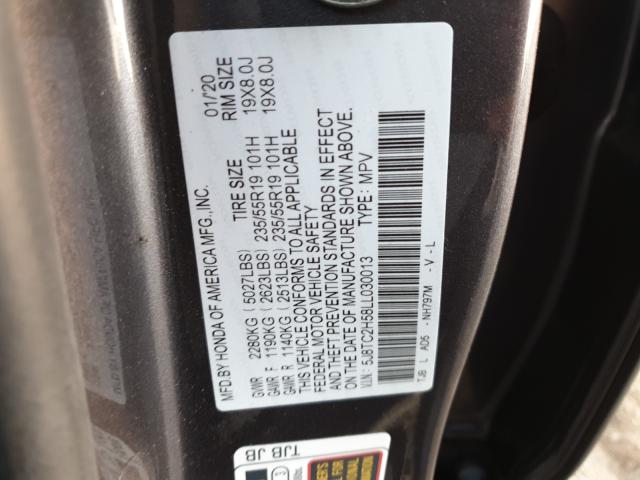 MFD.BY HONDA OF AMERICA MFG.,INC. 01/'20
TIRE SIZE RIM SIZE
GVWR 2280KG (5027LBS)
GAWR F 1190KG (2623LBS) 235/55R19 101H 19X8.0J
GAWR R 1140KG (2513LBS) 235/55R19 101H 19X8.0J
THIS VEHICLE CONFORMS TO ALL APPLICABLE
FEDERAL MOTOR VEHICLE SAFETY
AND THEFT PREVENTION STANDARDS IN EFFECT
ON THE DATE OF MANUFACTURE SHOWN ABOVE.
V.I.N.: 5J8TC2H58LL030013 TYPE: MPV
TJB L AD5 - NH797M - V - L
TJB JB